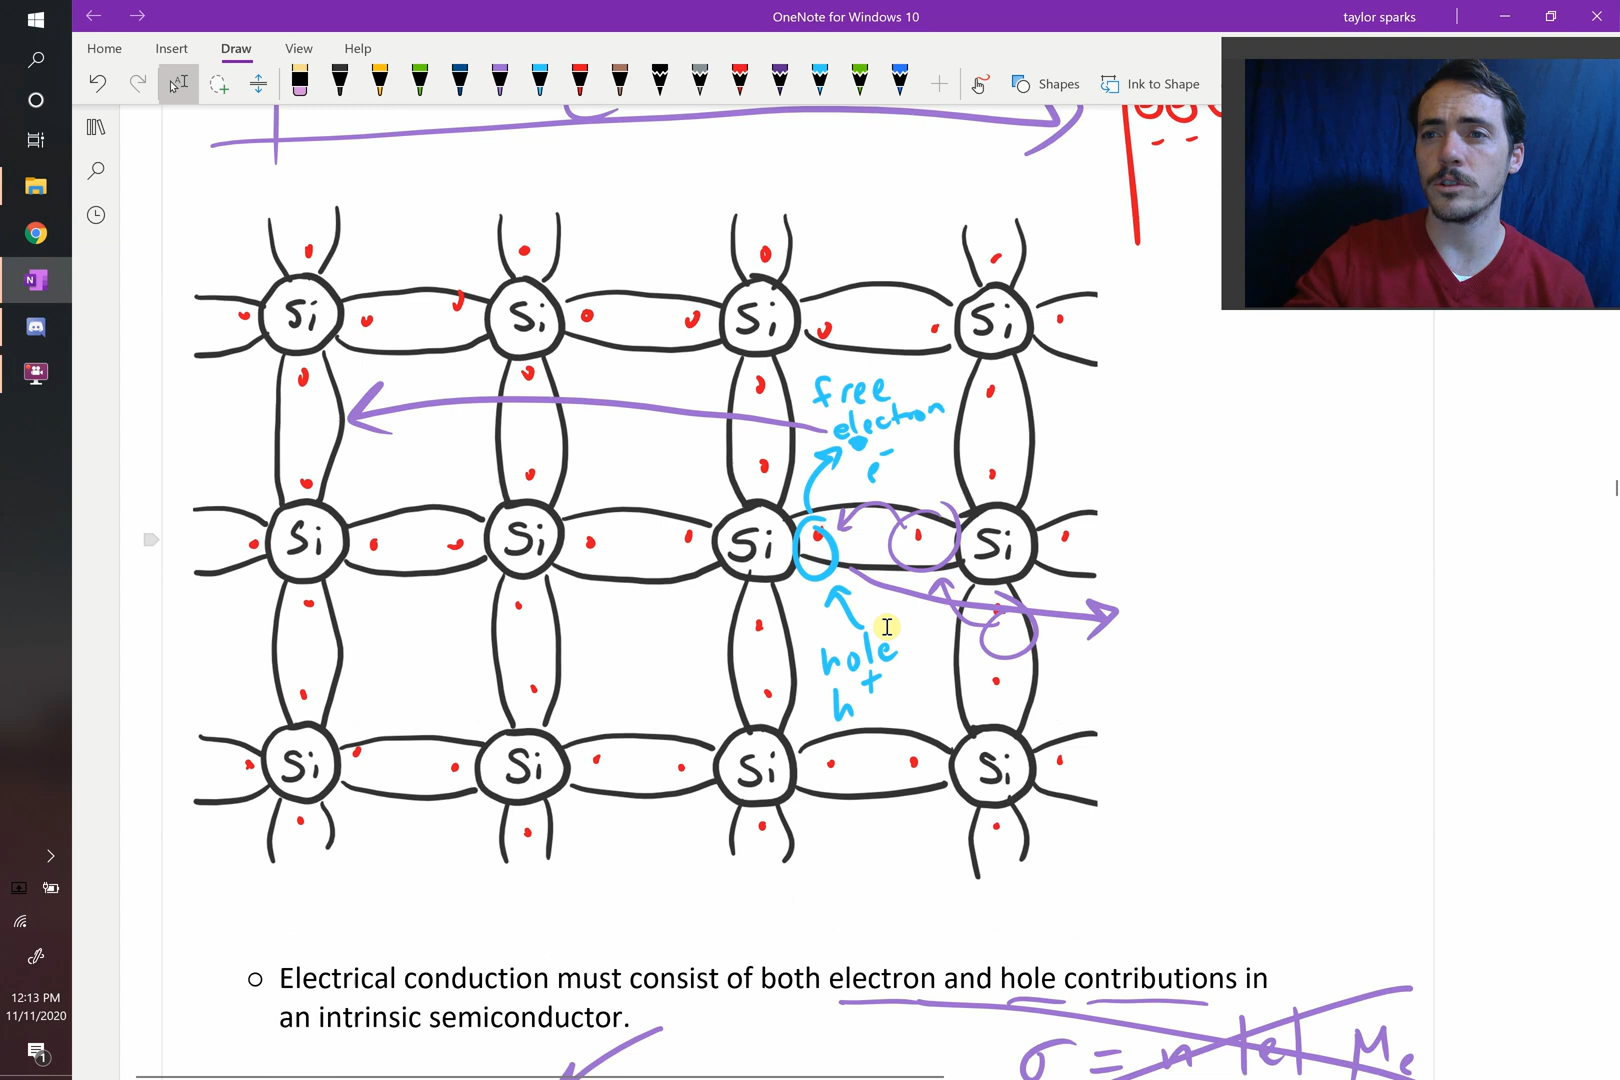 OneNote for Windows 10
taylor sparks
Home Insert Draw View Help
Shapes
Ink to Shape
Si Si Si Si
free
electron
e⁻
Si Si Si Si
hole
h⁺
Si Si Si Si
○ Electrical conduction must consist of both electron and hole contributions in
an intrinsic semiconductor.
σ = n |e| μe
12:13 PM
11/11/2020
1